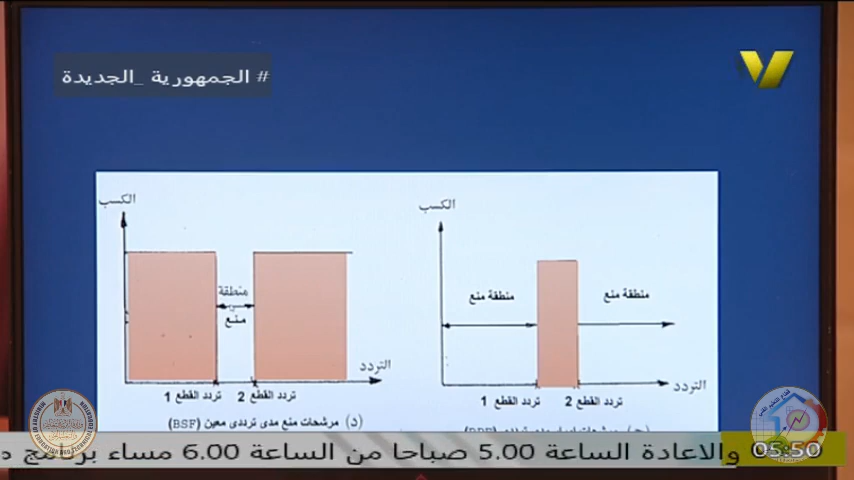 # الجمهورية _الجديدة
الكسب
منطقة منع
منطقة منع
التردد
تردد القطع 1
تردد القطع 2
الكسب
منطقة
منع
التردد
تردد القطع 1
تردد القطع 2
(د) مرشحات منع مدى ترددى معين (BSF)
والاعادة الساعة 5.00 صباحا من الساعة 6.00 مساء برنامج
05:50